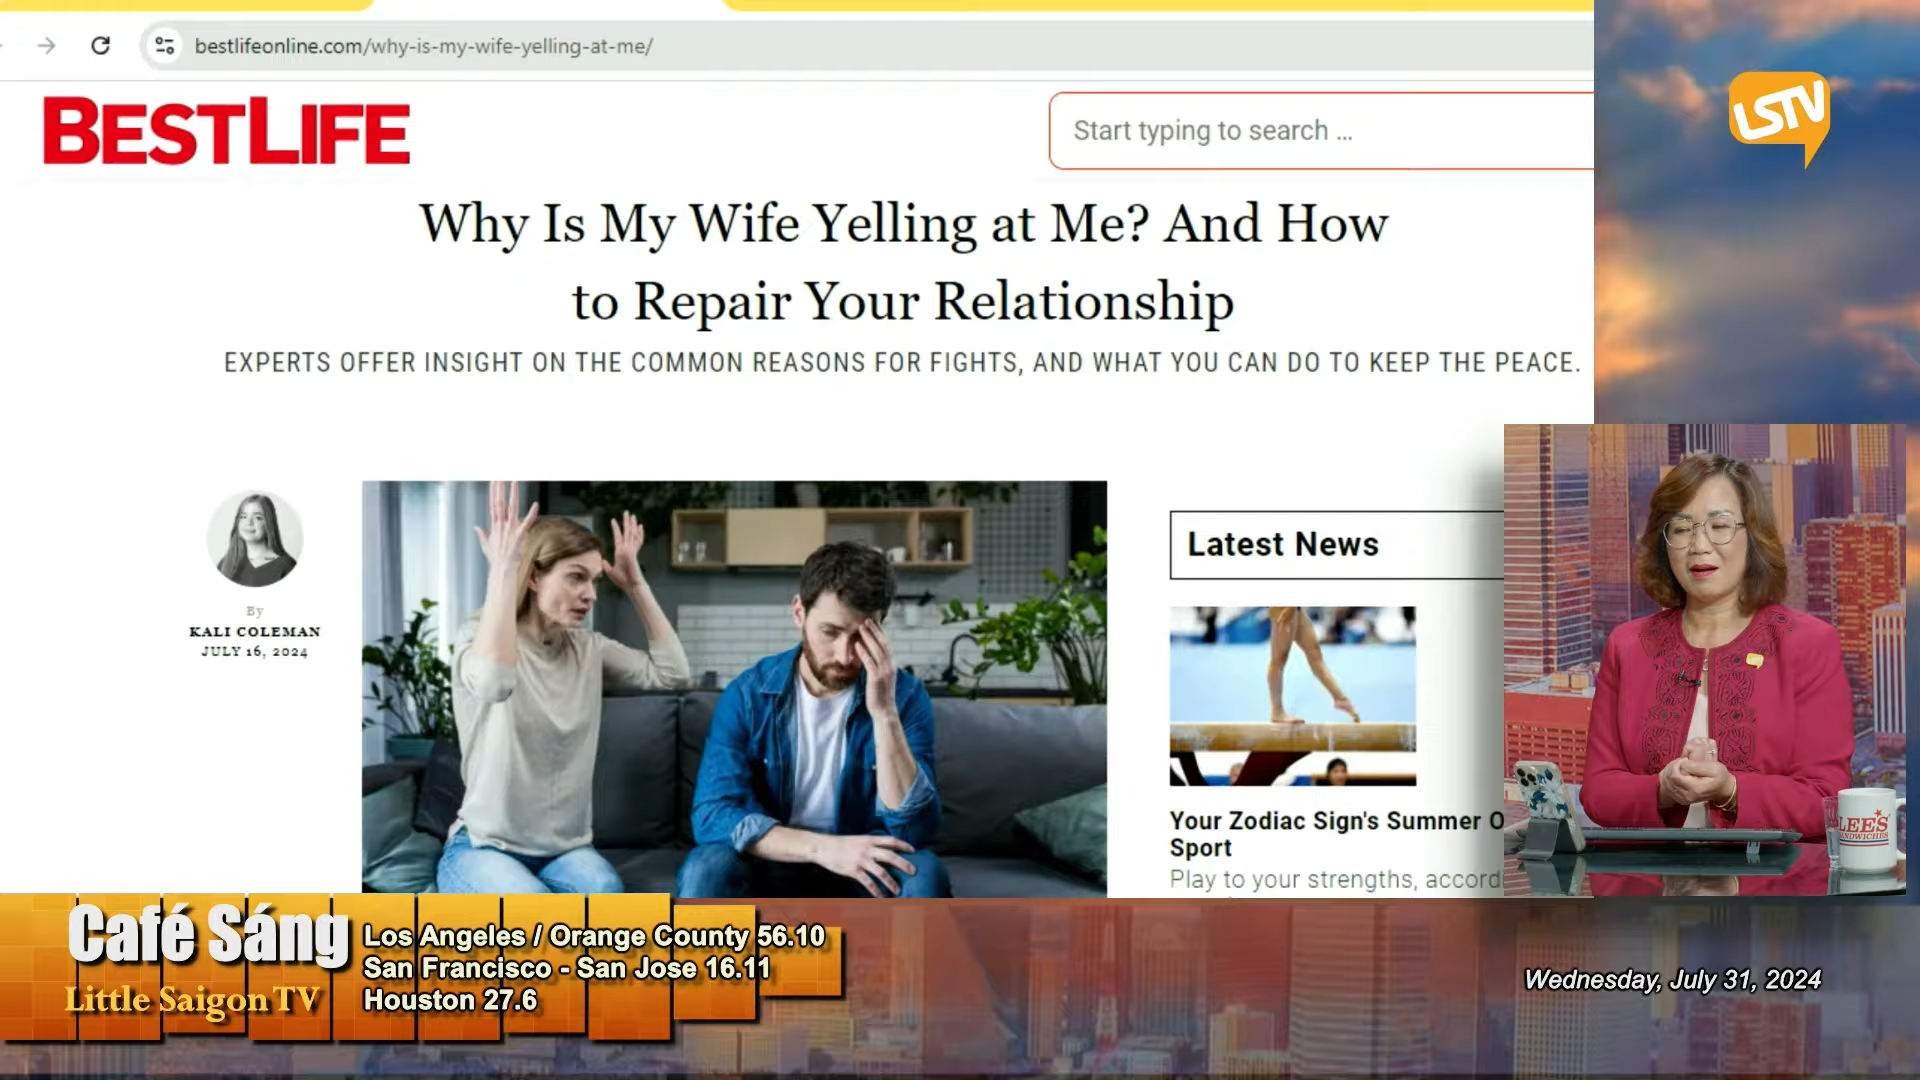 bestlifeonline.com/why-is-my-wife-yelling-at-me/
BESTLIFE
Start typing to search ...
LSTV
Why Is My Wife Yelling at Me? And How
to Repair Your Relationship
EXPERTS OFFER INSIGHT ON THE COMMON REASONS FOR FIGHTS, AND WHAT YOU CAN DO TO KEEP THE PEACE.
By
KALI COLEMAN
JULY 16, 2024
Latest News
Your Zodiac Sign's Summer O
Sport
Play to your strengths, accord
LEE'S
SANDWICHES
Café Sáng
Little Saigon TV
Los Angeles / Orange County 56.10
San Francisco - San Jose 16.11
Houston 27.6
Wednesday, July 31, 2024